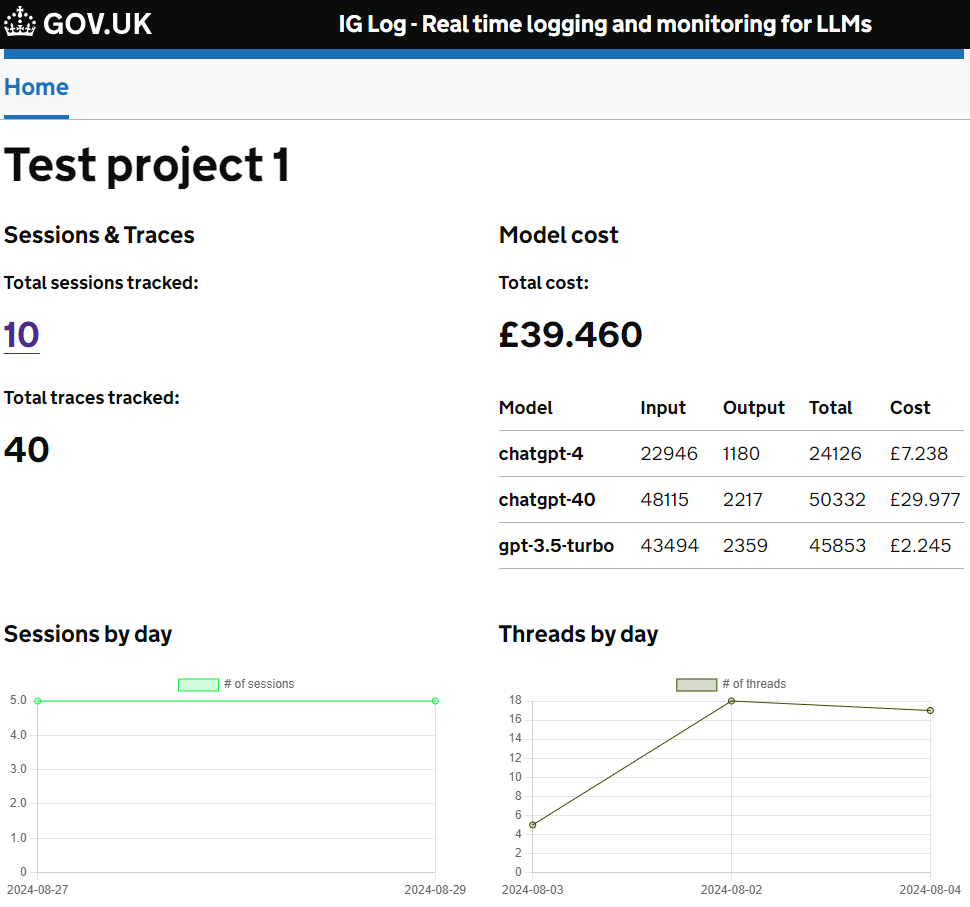 GOV.UK
IG Log - Real time logging and monitoring for LLMs
Home
Test project 1
Sessions & Traces
Total sessions tracked:
10
Total traces tracked:
40
Model cost
Total cost:
£39.460
Model Input Output Total Cost
chatgpt-4 22946 1180 24126 £7.238
chatgpt-40 48115 2217 50332 £29.977
gpt-3.5-turbo 43494 2359 45853 £2.245
Sessions by day
# of sessions
5.0
4.0
3.0
2.0
1.0
0
2024-08-27 2024-08-29
Threads by day
# of threads
18
16
14
12
10
8
6
4
2
0
2024-08-03 2024-08-02 2024-08-04